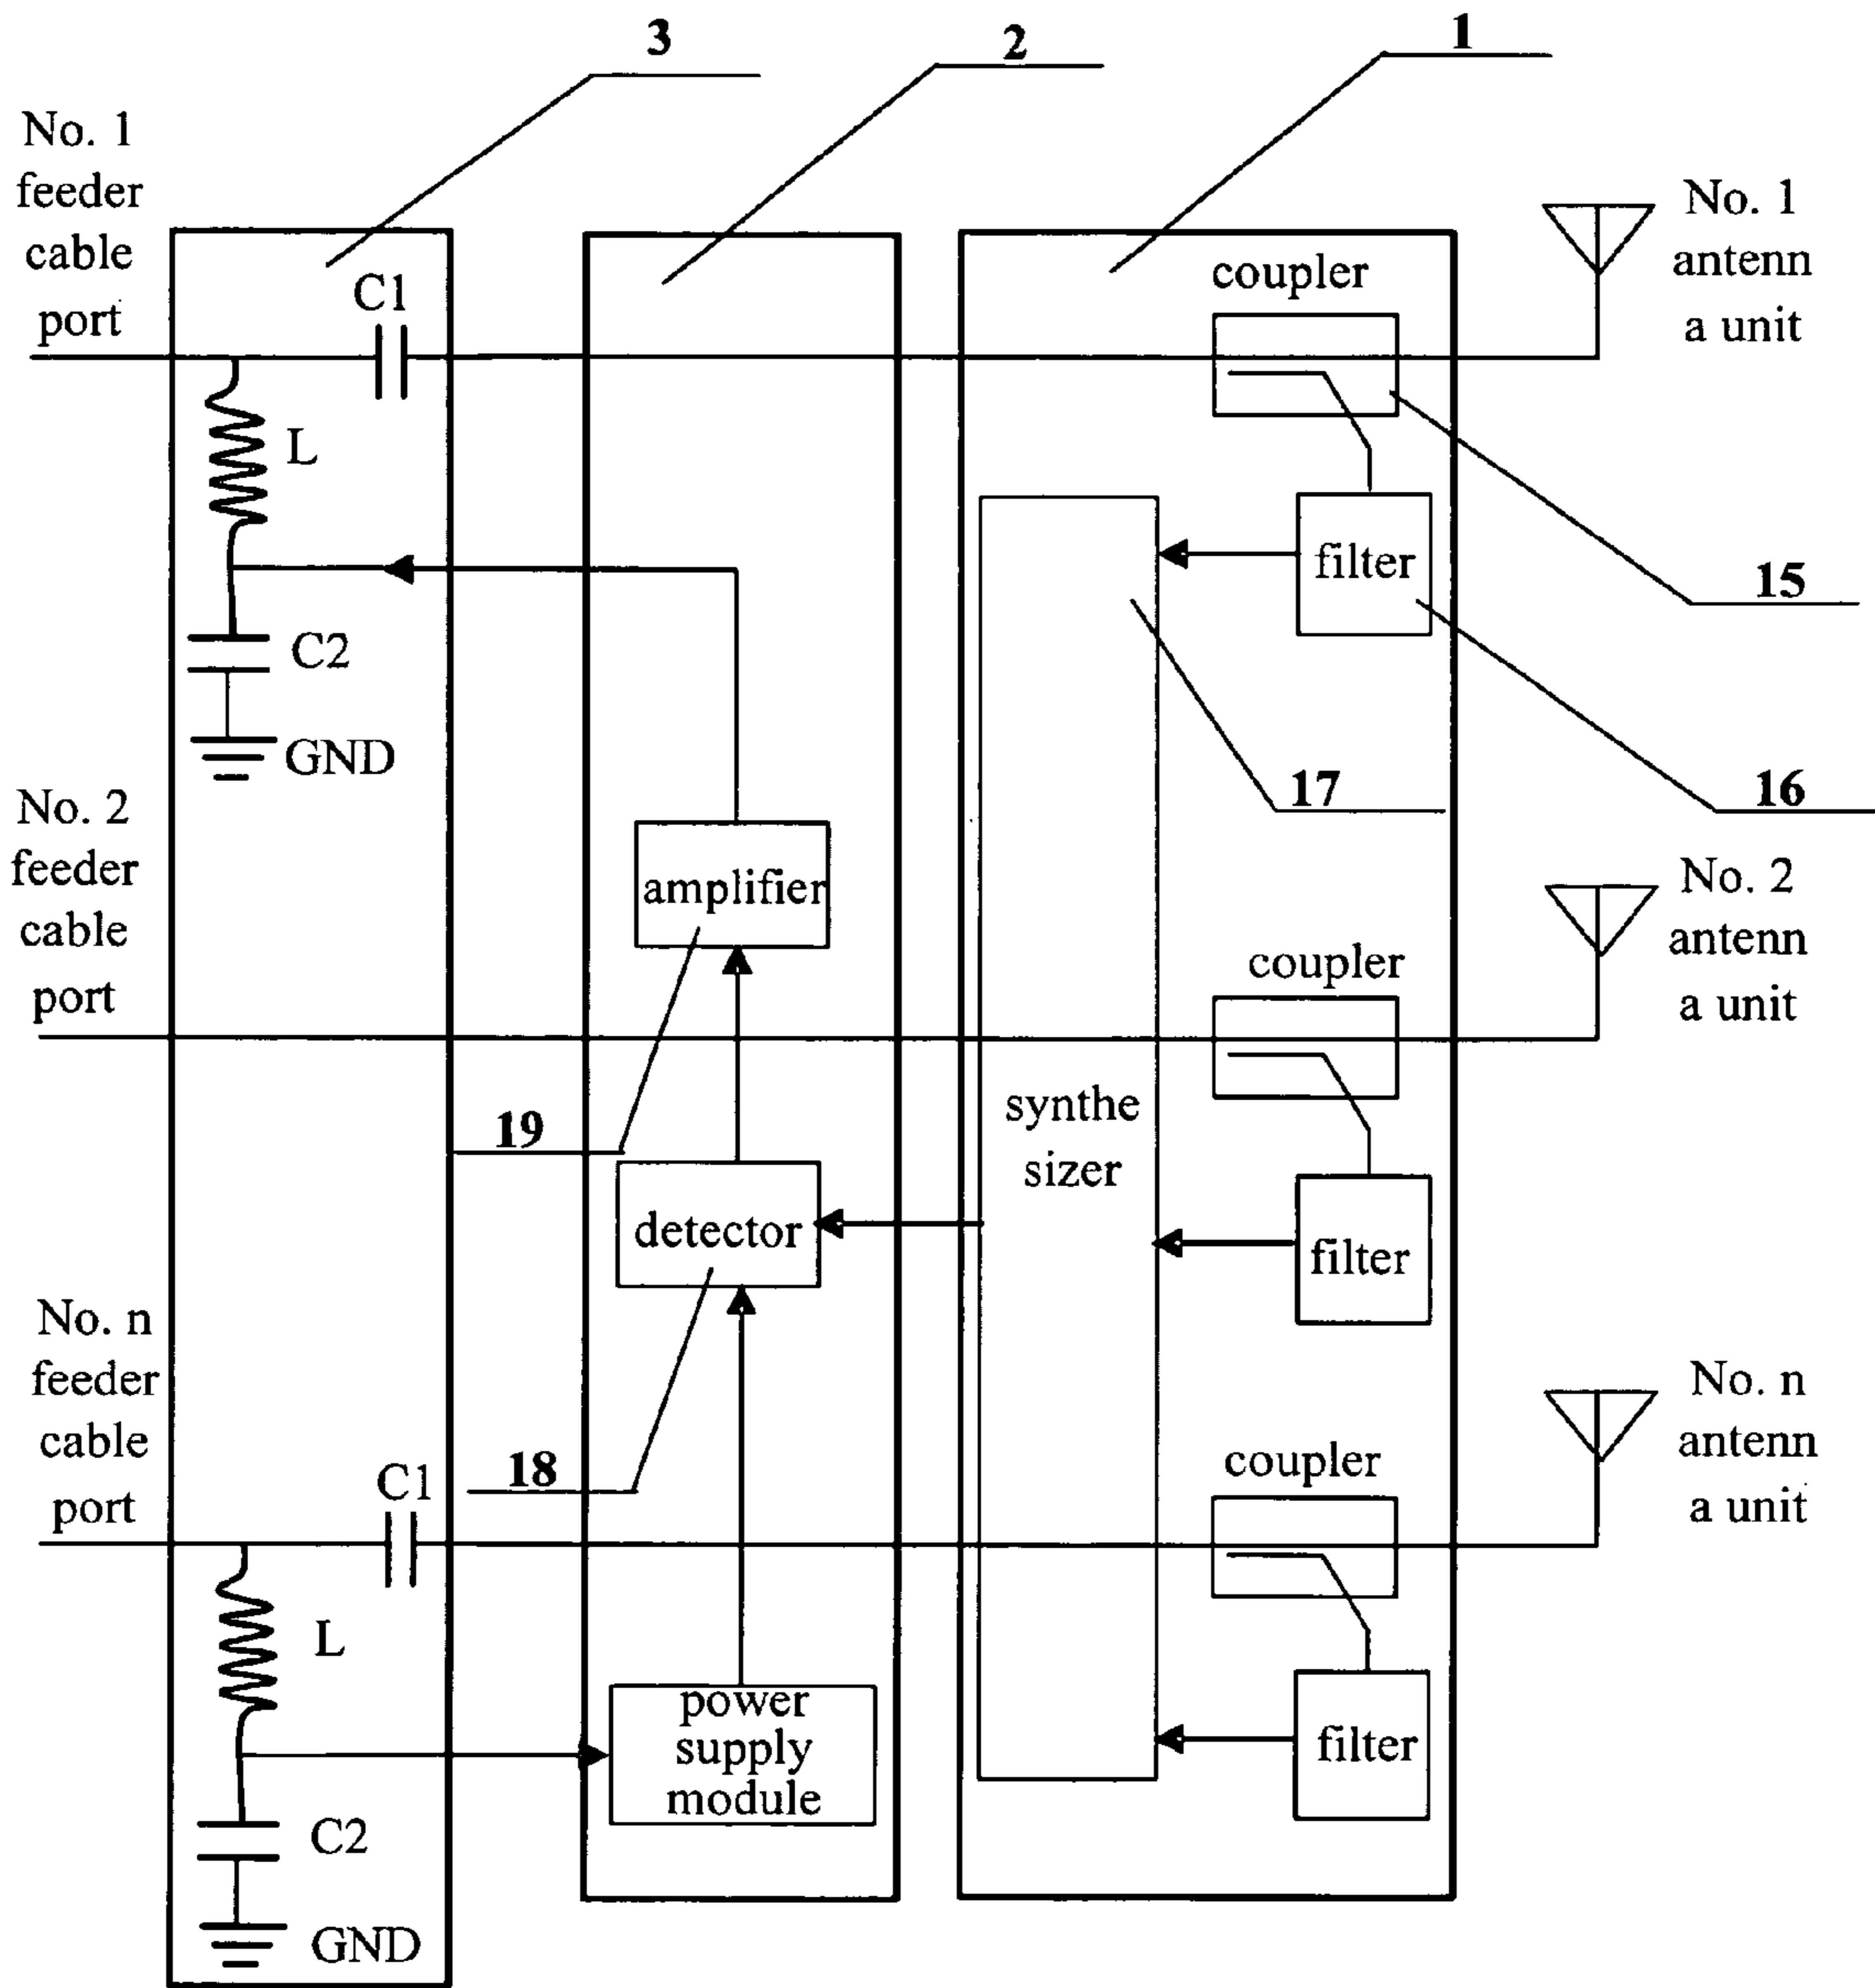 3
2
1
No. 1
feeder
cable
port
C1
coupler
No. 1
antenn
a unit
L
filter
15
C2
GND
17
16
No. 2
feeder
cable
port
amplifier
No. 2
antenn
a unit
coupler
synthe
sizer
19
detector
filter
No. n
feeder
cable
port
C1
18
coupler
No. n
antenn
a unit
L
power
supply
module
filter
C2
GND